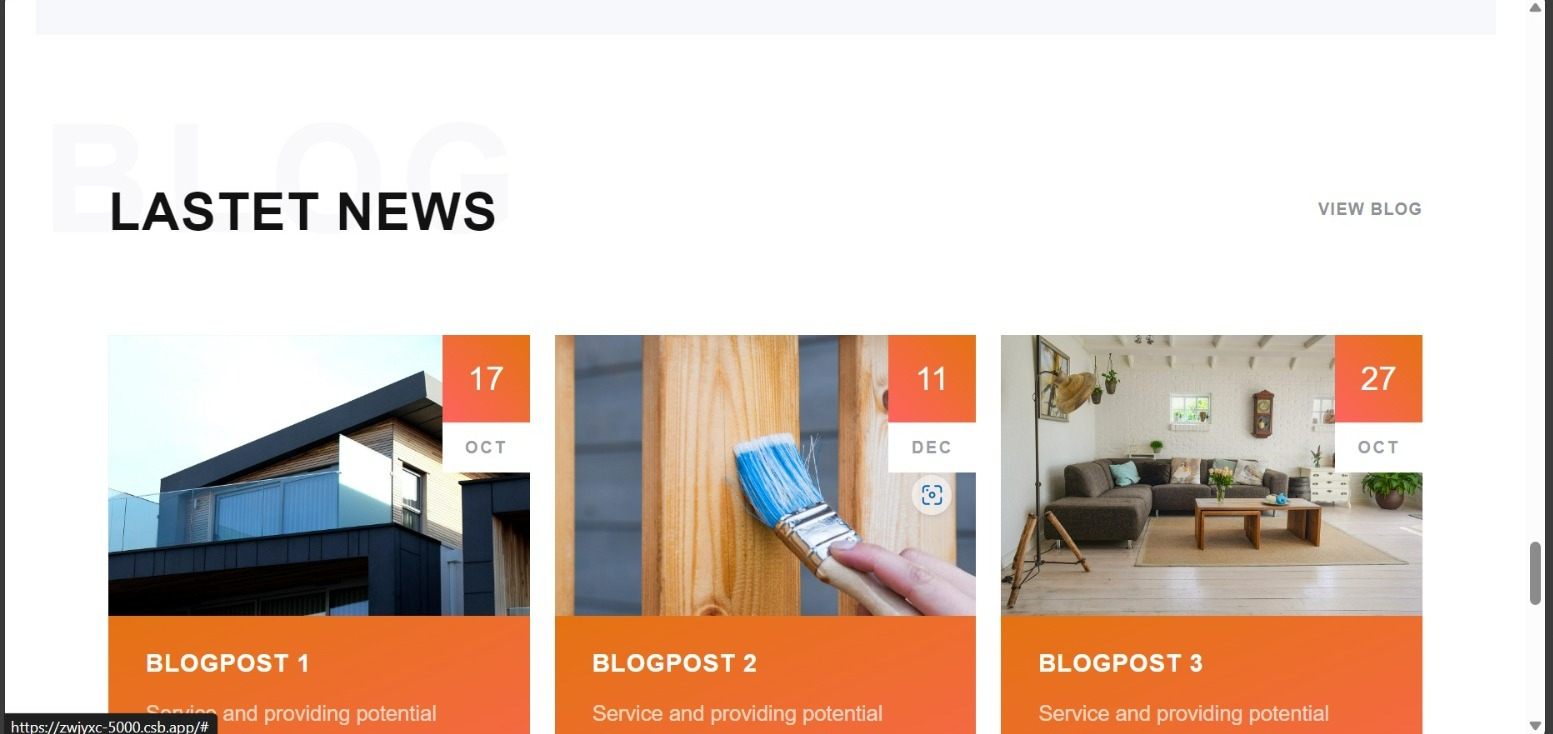 BLOG
LASTET NEWS
VIEW BLOG
17
OCT
11
DEC
27
OCT
BLOGPOST 1
BLOGPOST 2
BLOGPOST 3
Service and providing potential
Service and providing potential
Service and providing potential
https://zwjyxc-5000.csb.app/#